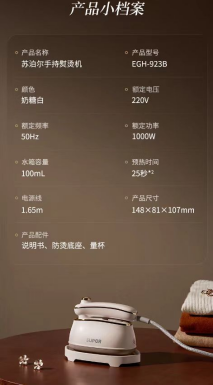 产品小档案
产品名称
苏泊尔手持熨烫机
产品型号
EGH-923B
颜色
奶糖白
额定电压
220V
额定频率
50Hz
额定功率
1000W
水箱容量
100mL
预热时间
25秒*²
电源线
1.65m
产品尺寸
148×81×107mm
产品配件
说明书、防烫底座、量杯
SUPOR